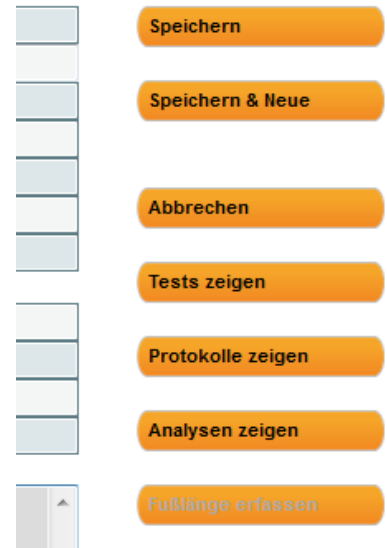 Speichern
Speichern & Neue
Abbrechen
Tests zeigen
Protokolle zeigen
Analysen zeigen
Fußlänge erfassen